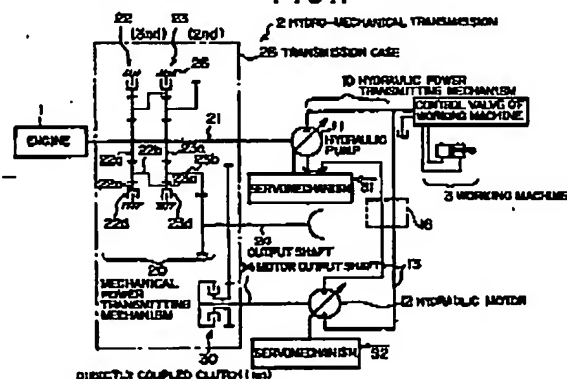 22 (3rd) 23 (2nd)
2 HYDRO-MECHANICAL TRANSMISSION
25 TRANSMISSION CASE
26
10 HYDRAULIC POWER TRANSMITTING MECHANISM
CONTROL VALVE OF WORKING MACHINE
1
ENGINE
21
11
HYDRAULIC PUMP
22a
23a
22b
23b
SERVOMECHANISM
31
3 WORKING MACHINE
22d
23d
24
OUTPUT SHAFT
16
20
MECHANICAL POWER TRANSMITTING MECHANISM
MOTOR OUTPUT SHAFT
13
12 HYDRAULIC MOTOR
30
SERVOMECHANISM
32
DIRECTLY COUPLED CLUTCH (1st)